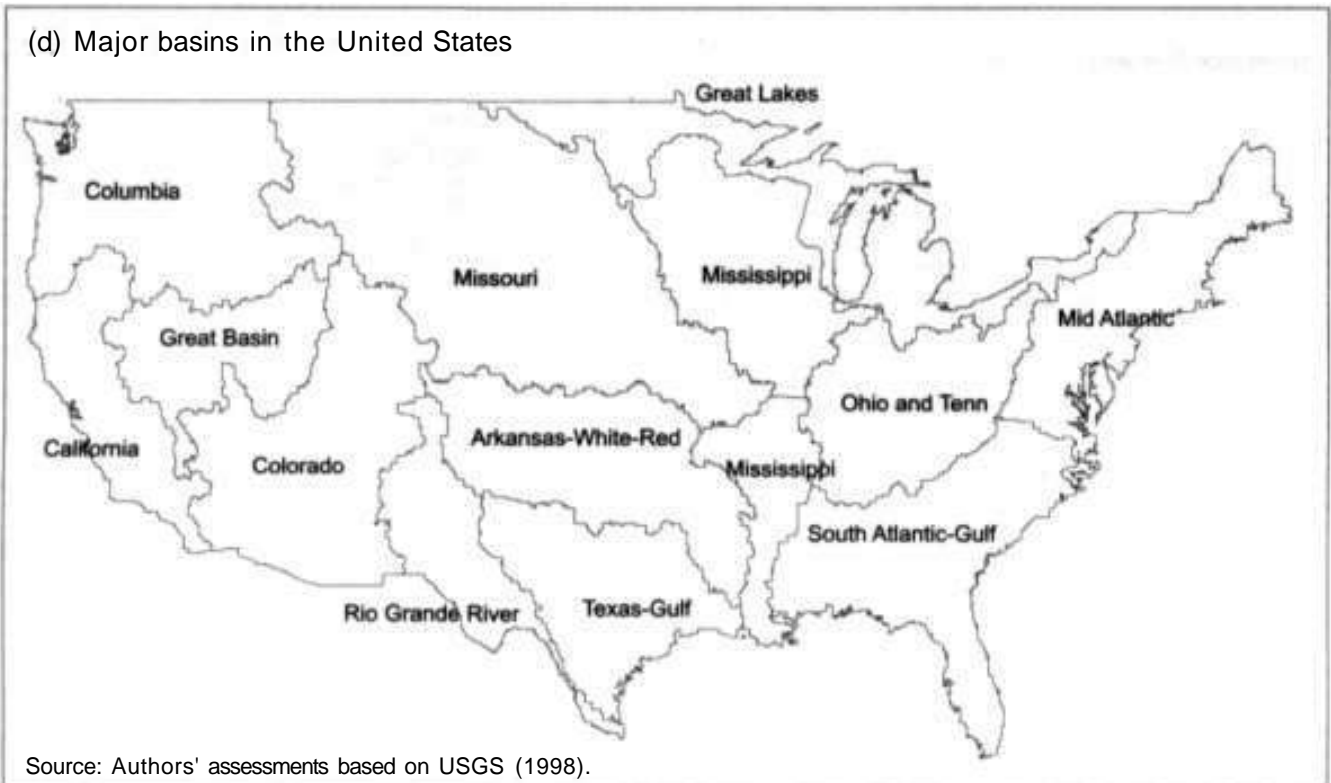 (d) Major basins in the United States
Great Lakes
Columbia
Missouri
Mississippi
Mid Atlantic
Great Basin
Ohio and Tenn
Arkansas-White-Red
California
Colorado
Mississippi
South Atlantic-Gulf
Rio Grande River
Texas-Gulf
Source: Authors' assessments based on USGS (1998).